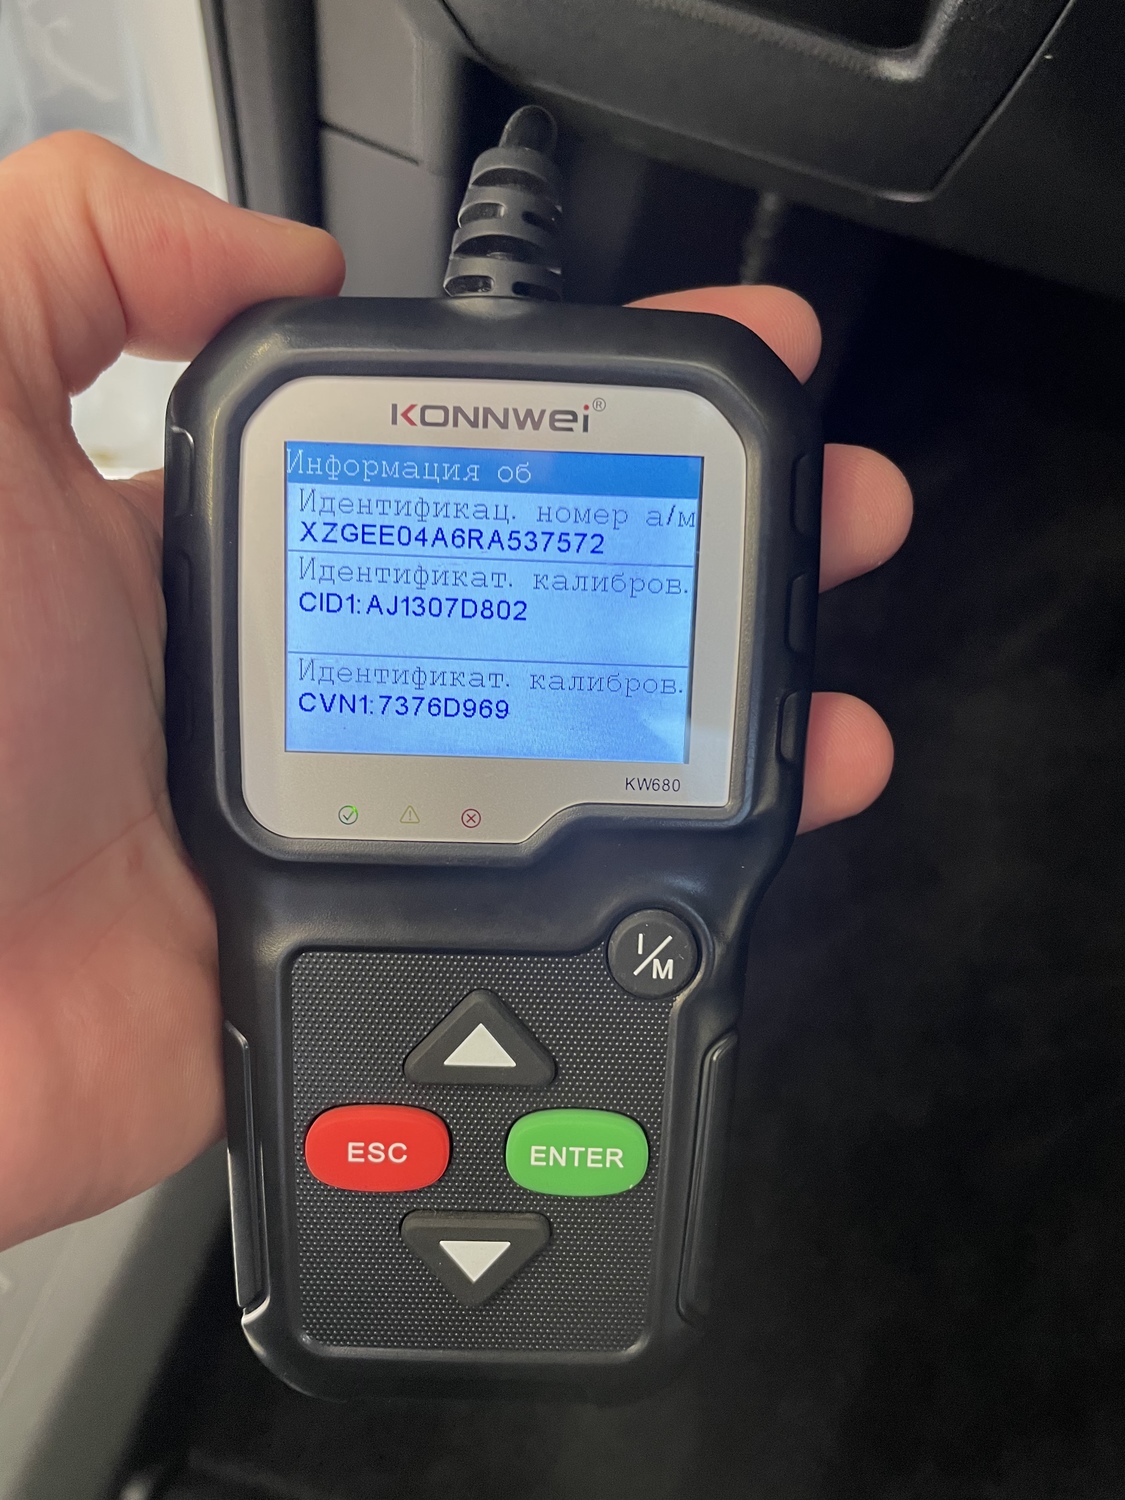 KONNWEI®
Информация об
Идентификац. номер а/м
XZGEE04A6RA537572
Идентификат. калибров.
CID1:AJ1307D802
Идентификат. калибров.
CVN1:7376D969
KW680
I/M
ESC
ENTER